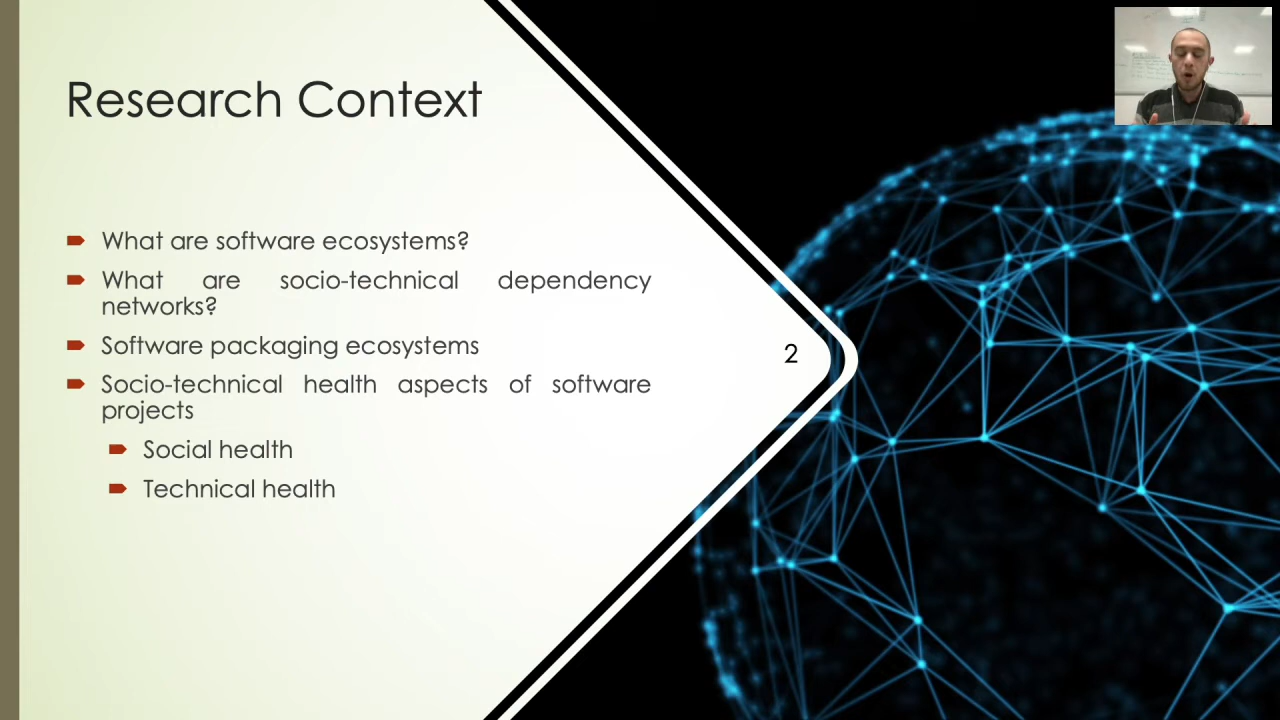 Research Context
What are software ecosystems?
What are socio-technical dependency
networks?
Software packaging ecosystems
Socio-technical health aspects of software
projects
Social health
Technical health
2